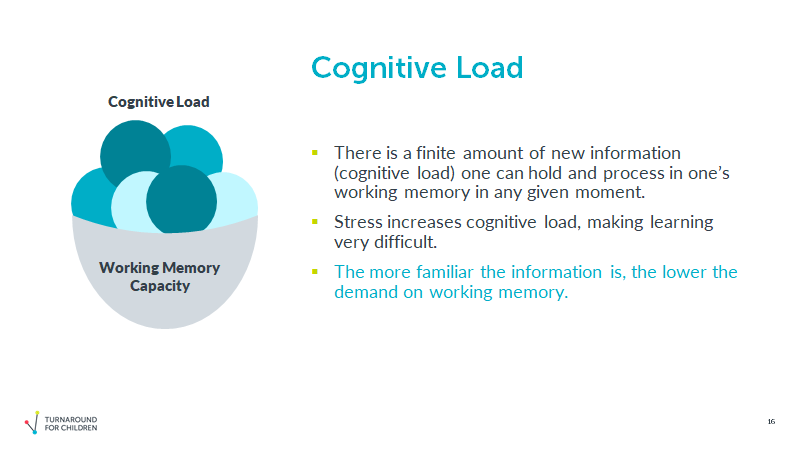 Cognitive Load
Cognitive Load
There is a finite amount of new information
(cognitive load) one can hold and process in one’s
working memory in any given moment.
Stress increases cognitive load, making learning
very difficult.
The more familiar the information is, the lower the
demand on working memory.
Working Memory
Capacity
TURNAROUND
FOR CHILDREN
16